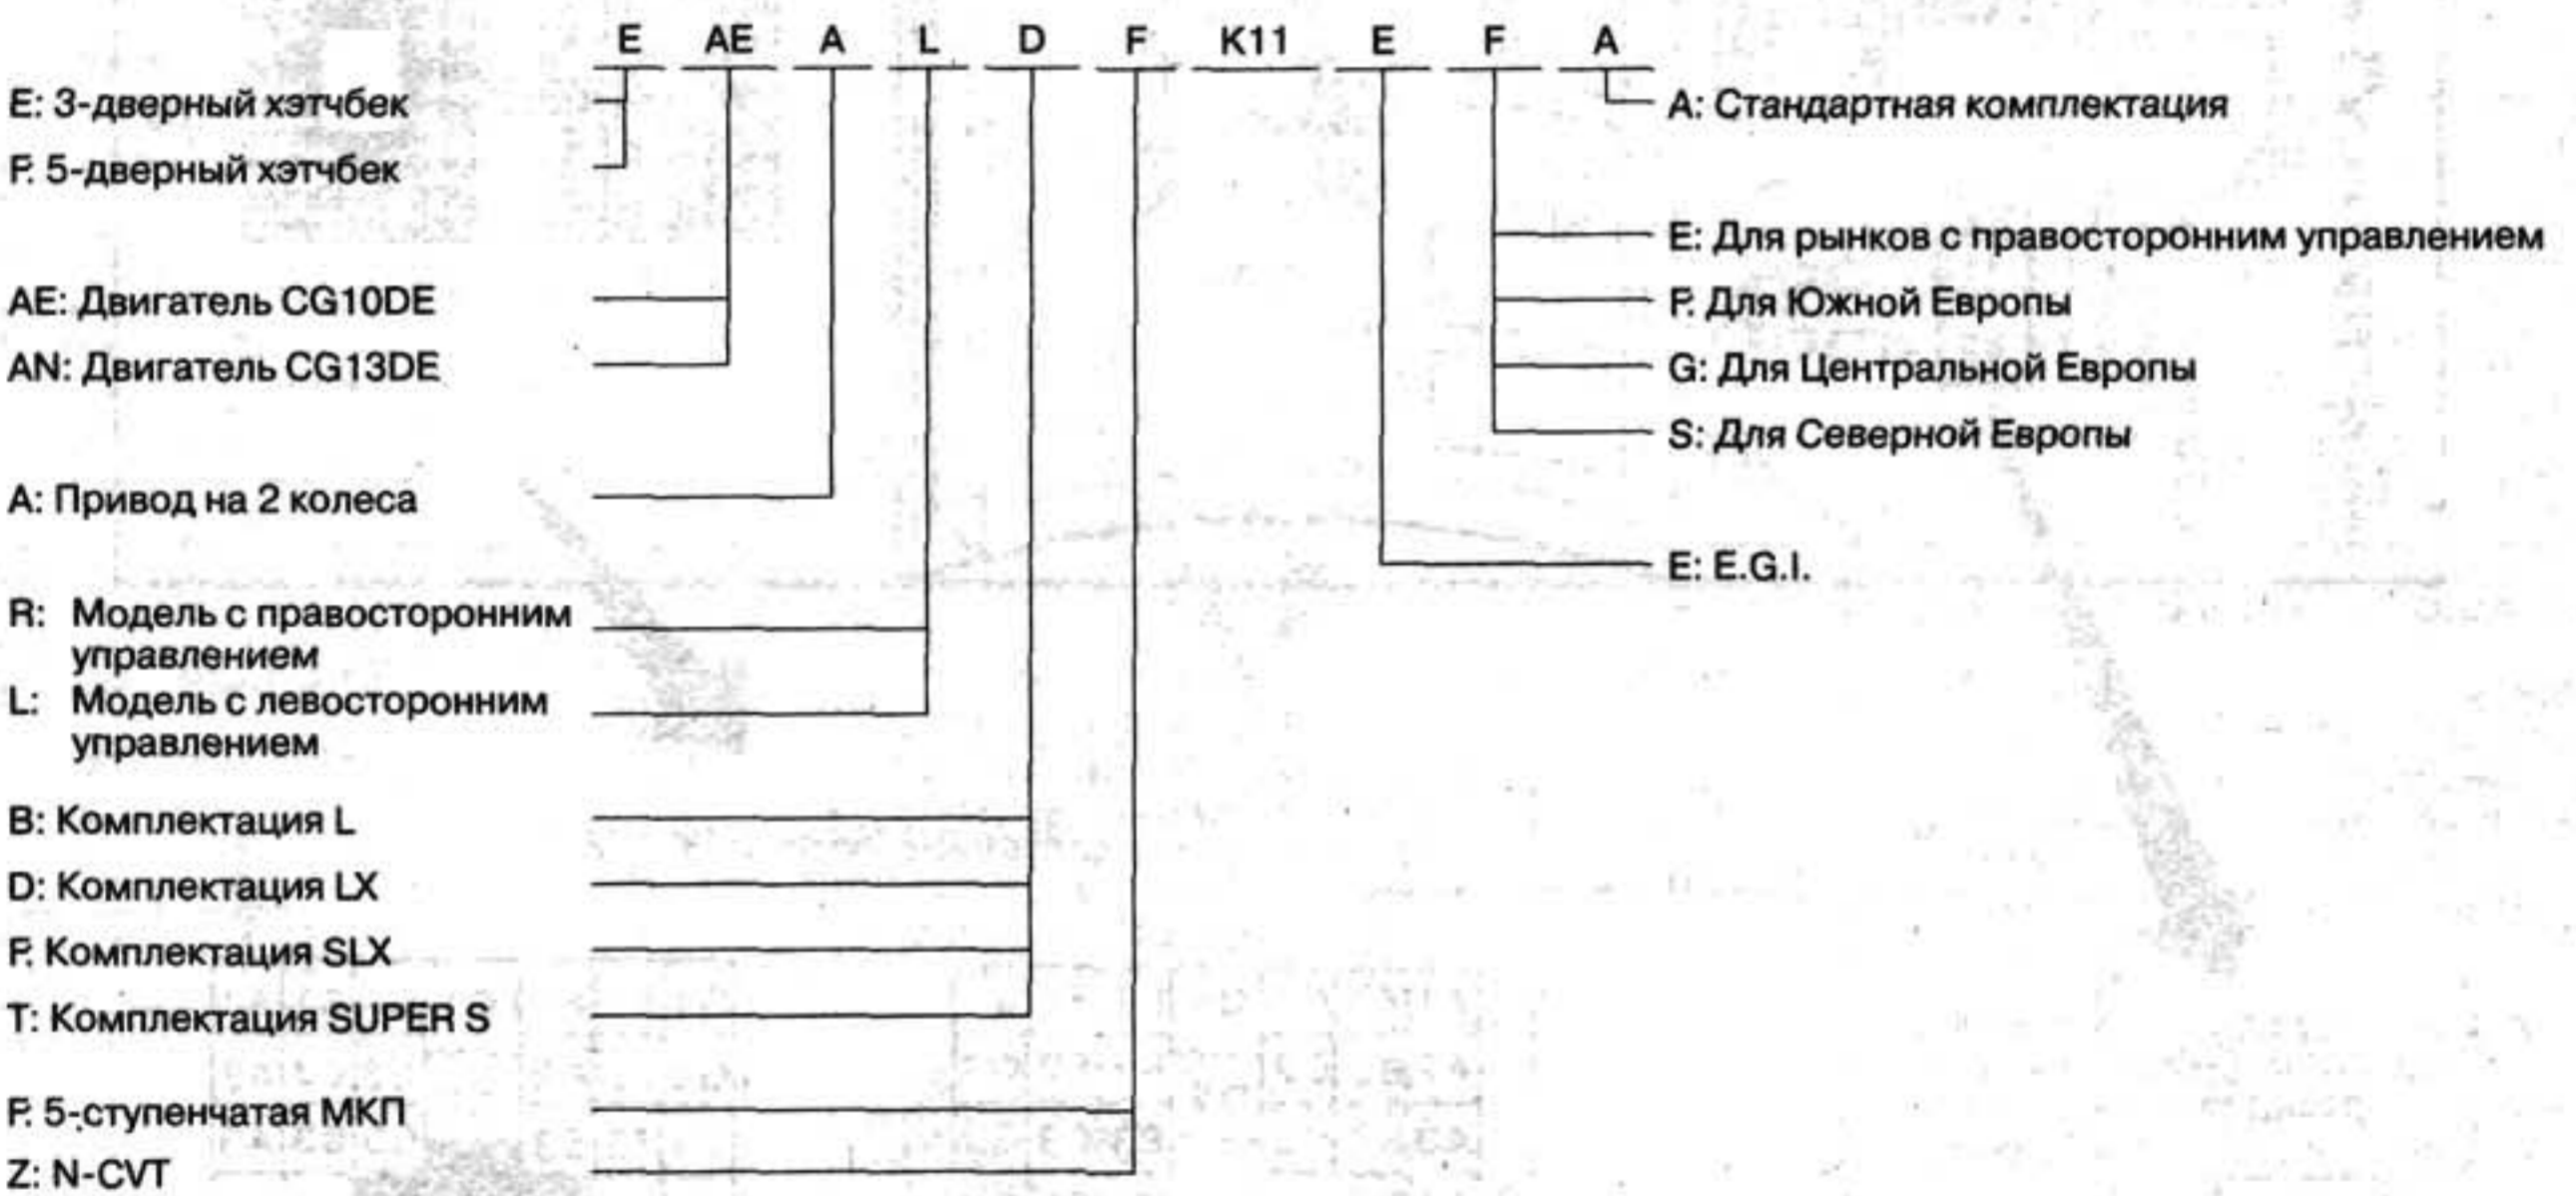 E AE A L D F K11 E F A
E: 3-дверный хэтчбек
F: 5-дверный хэтчбек
AE: Двигатель CG10DE
AN: Двигатель CG13DE
A: Привод на 2 колеса
R: Модель с правосторонним
управлением
L: Модель с левосторонним
управлением
B: Комплектация L
D: Комплектация LX
F: Комплектация SLX
T: Комплектация SUPER S
F: 5-ступенчатая МКП
Z: N-CVT
A: Стандартная комплектация
E: Для рынков с правосторонним управлением
F: Для Южной Европы
G: Для Центральной Европы
S: Для Северной Европы
E: E.G.I.